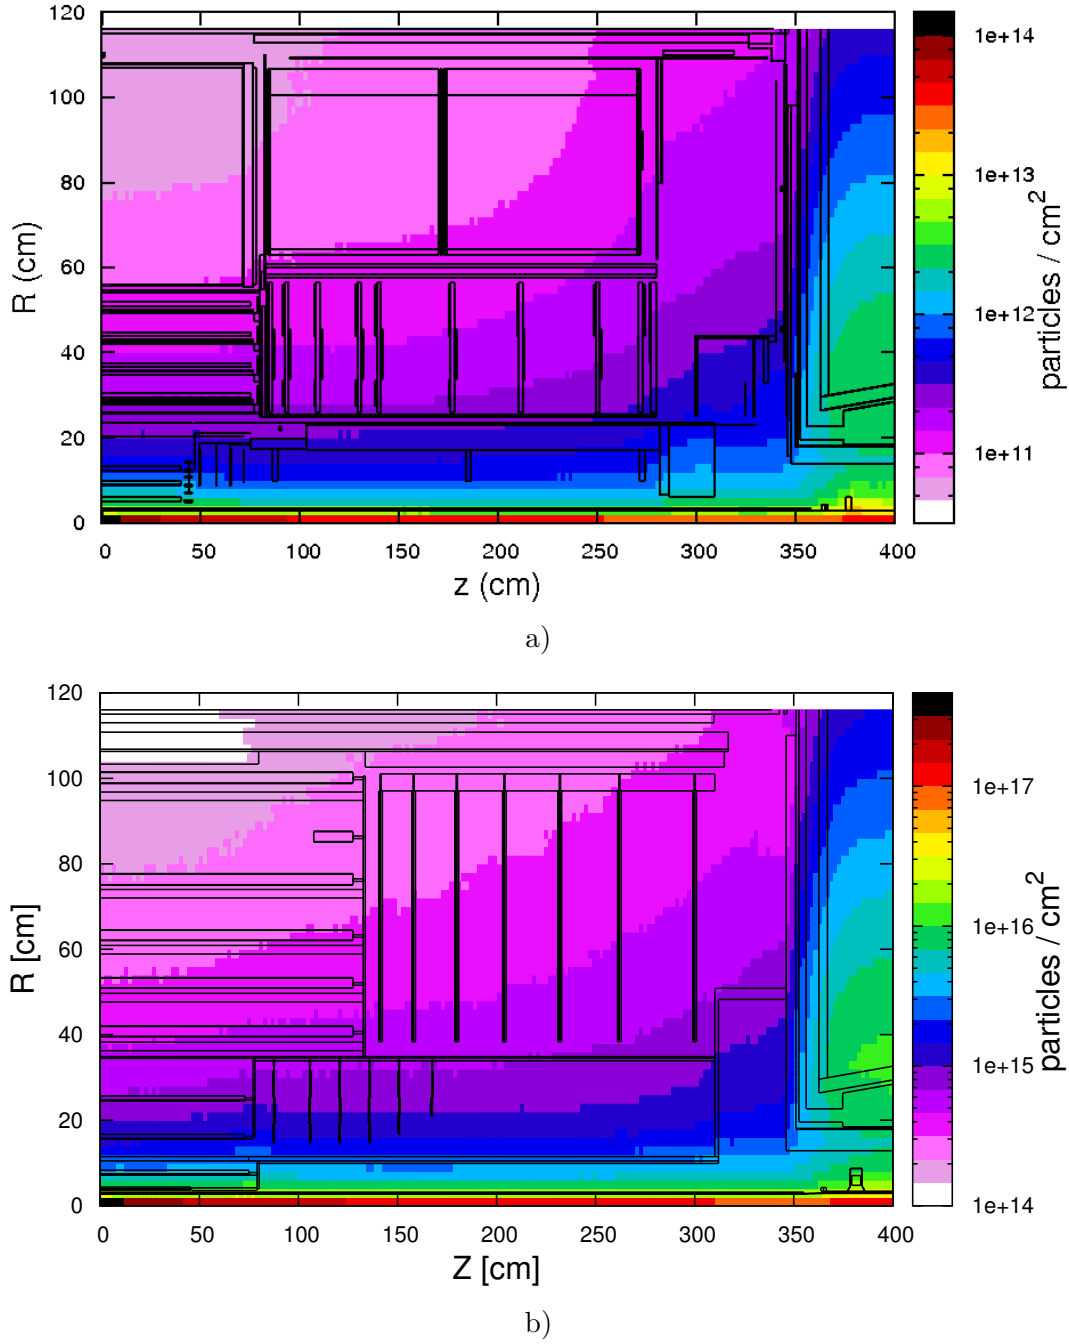 120
100
80
60
40
20
0
R (cm)
0 50 100 150 200 250 300 350 400
z (cm)
1e+14
1e+13
1e+12
1e+11
particles / cm²
a)
120
100
80
60
40
20
0
R [cm]
0 50 100 150 200 250 300 350 400
Z [cm]
1e+17
1e+16
1e+15
1e+14
particles / cm²
b)